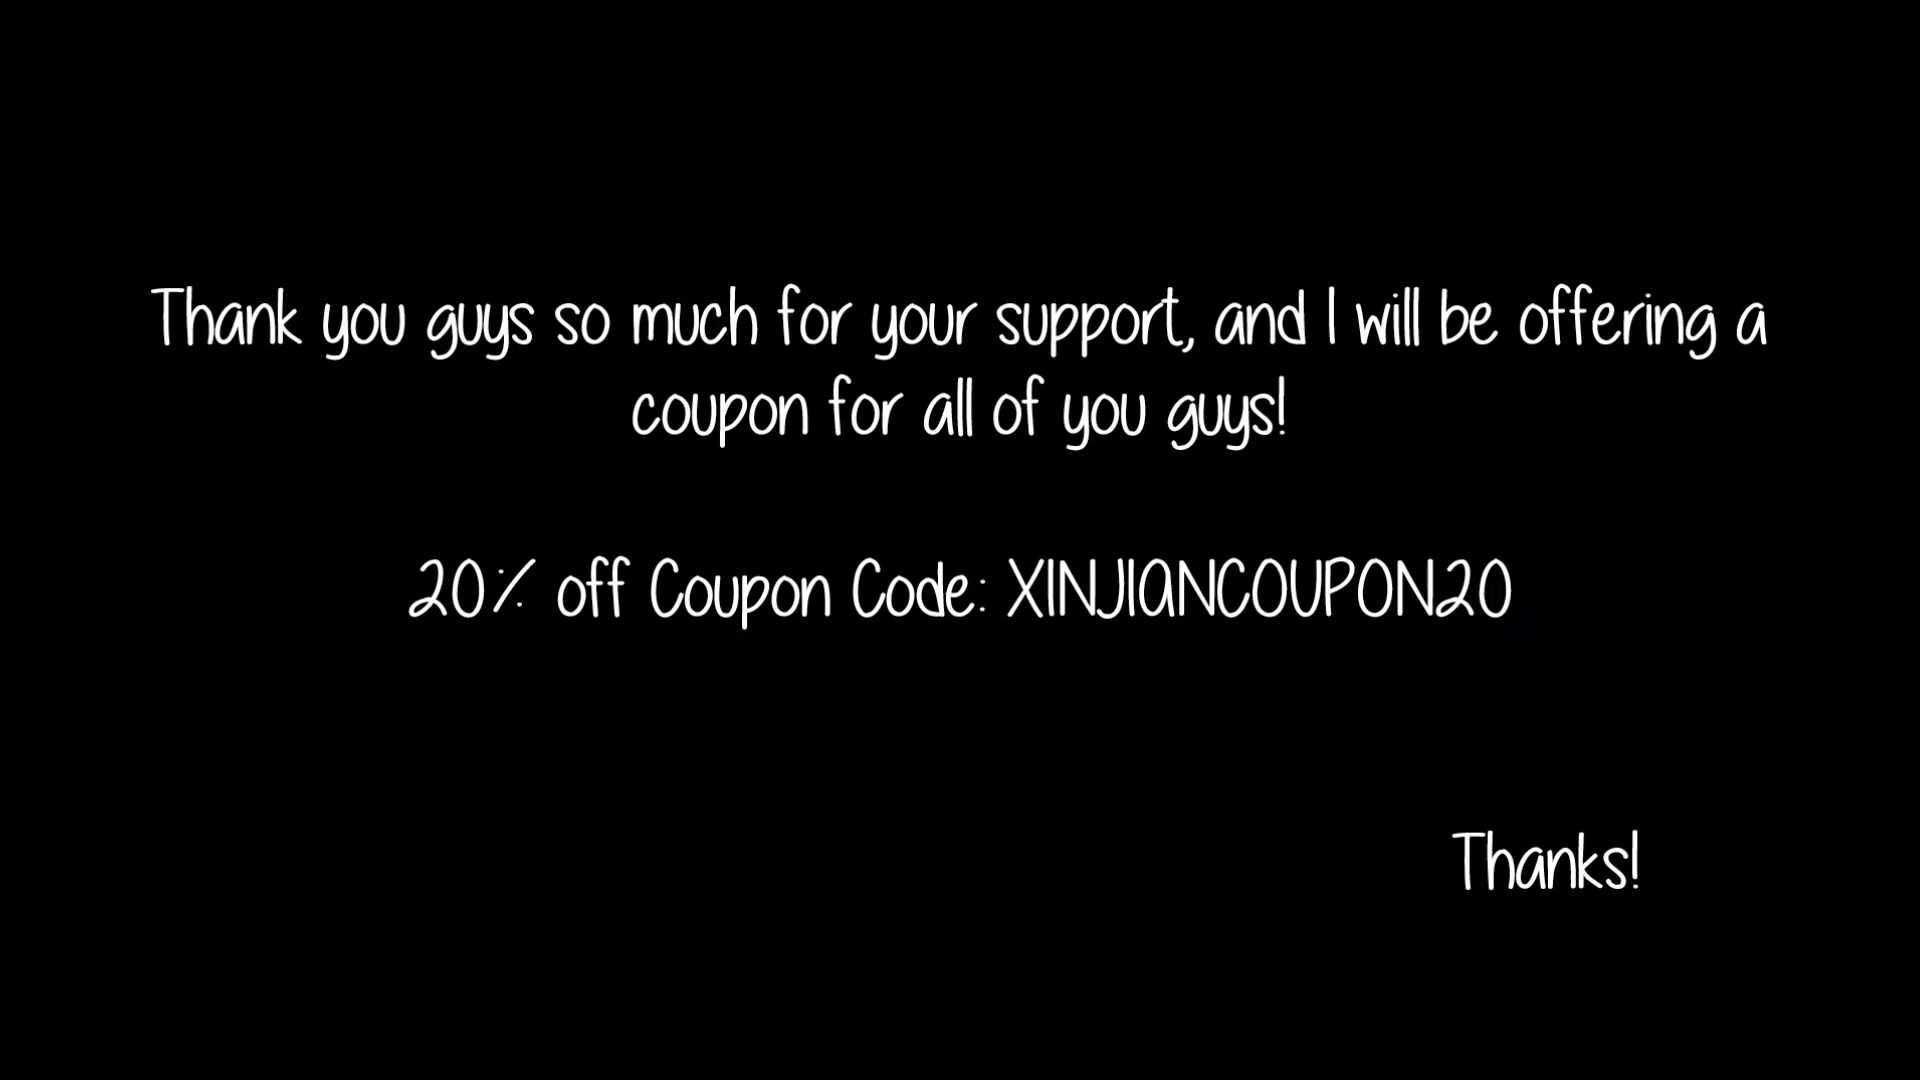 Thank you guys so much for your support, and I will be offering a
coupon for all of you guys!
20% off Coupon Code: XINJIANCOUPON20
Thanks!